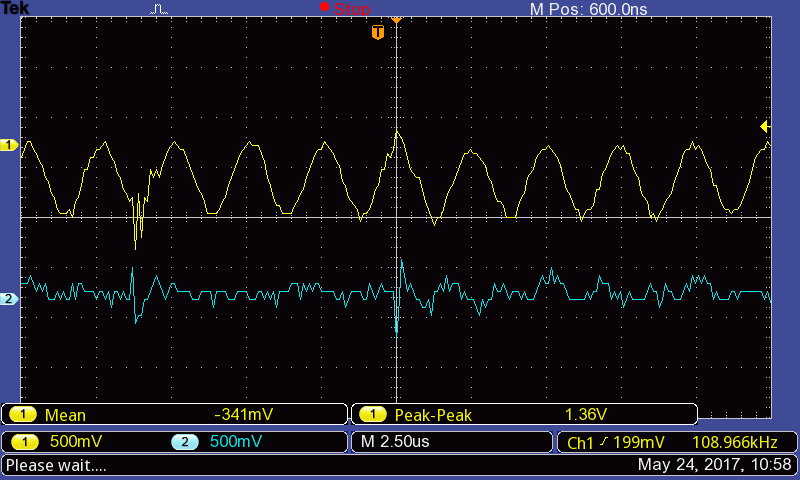 Tek Stop M Pos: 600.0ns
T
1
2
1 Mean -341mV 1 Peak-Peak 1.36V
1 500mV 2 500mV M 2.50us Ch1 199mV 108.966kHz
Please wait.... May 24, 2017, 10:58